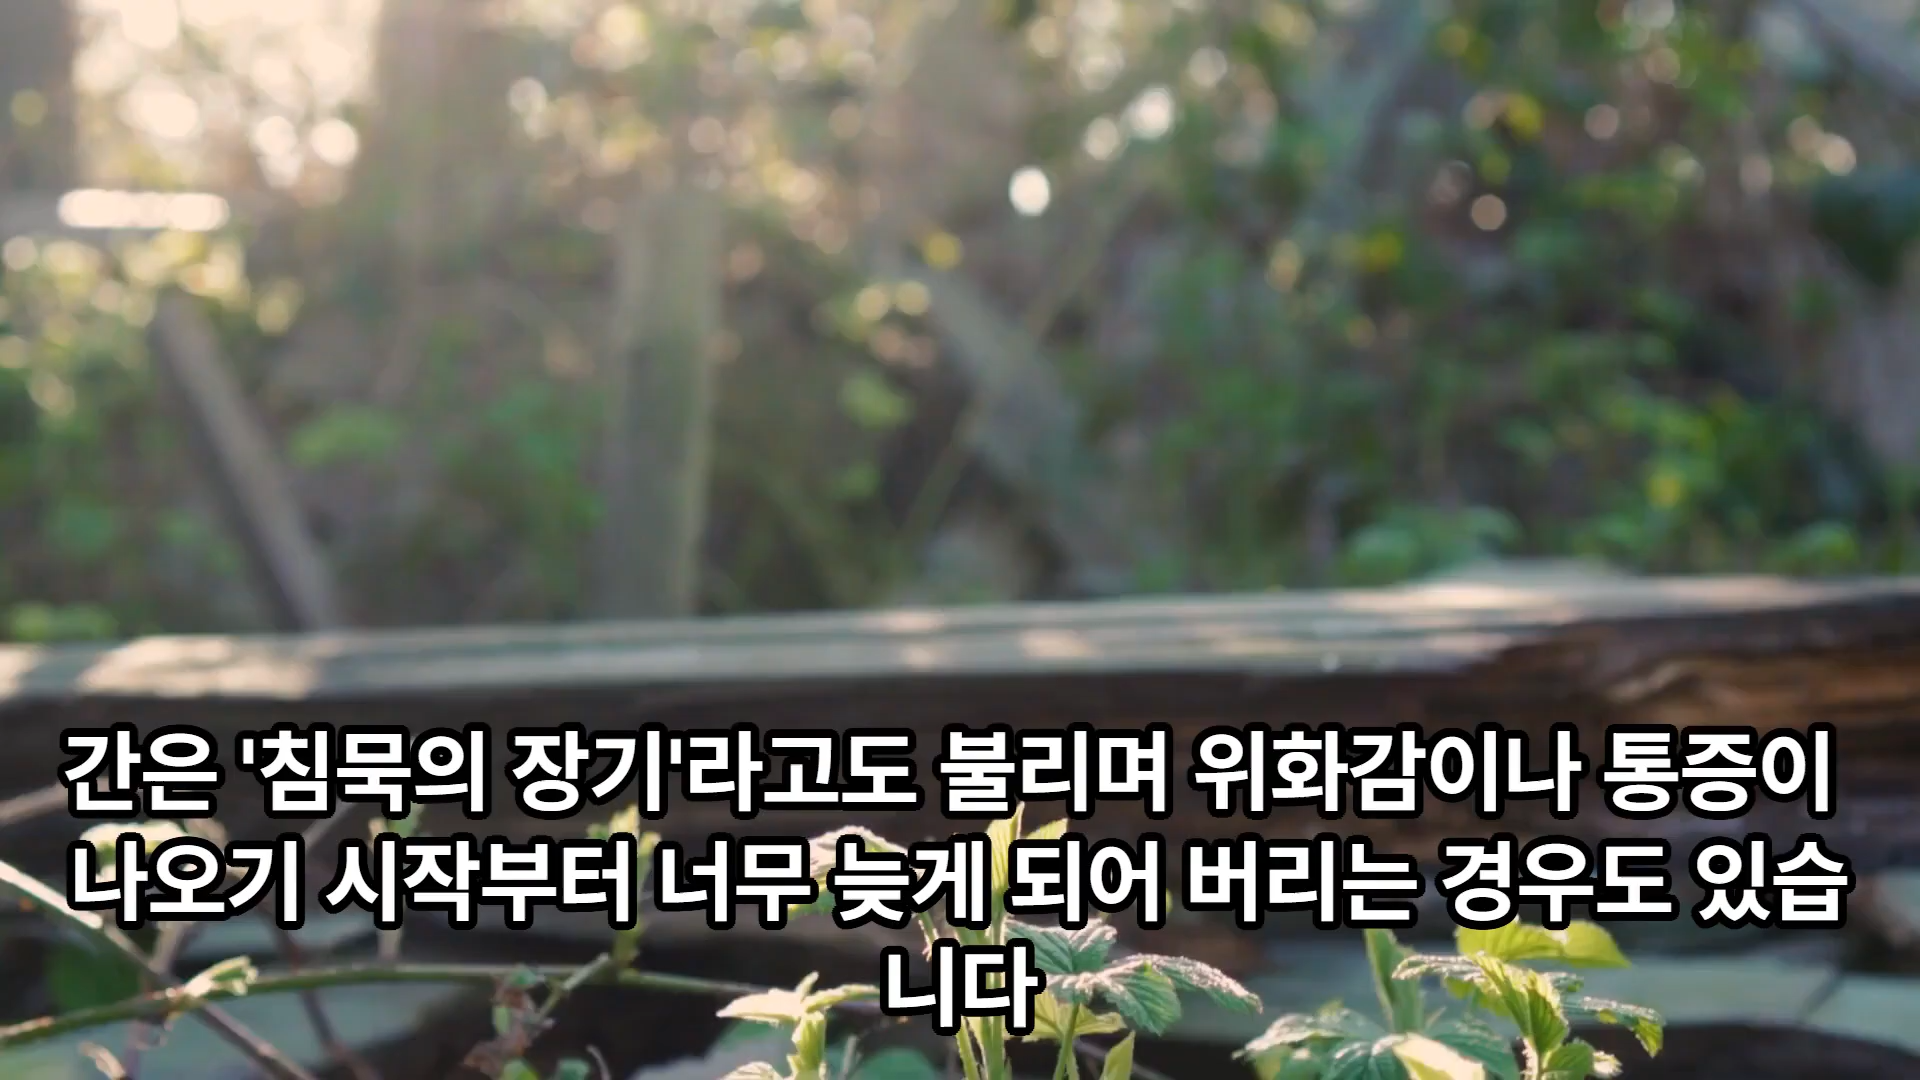 간은 '침묵의 장기'라고도 불리며 위화감이나 통증이
나오기 시작부터 너무 늦게 되어 버리는 경우도 있습
니다